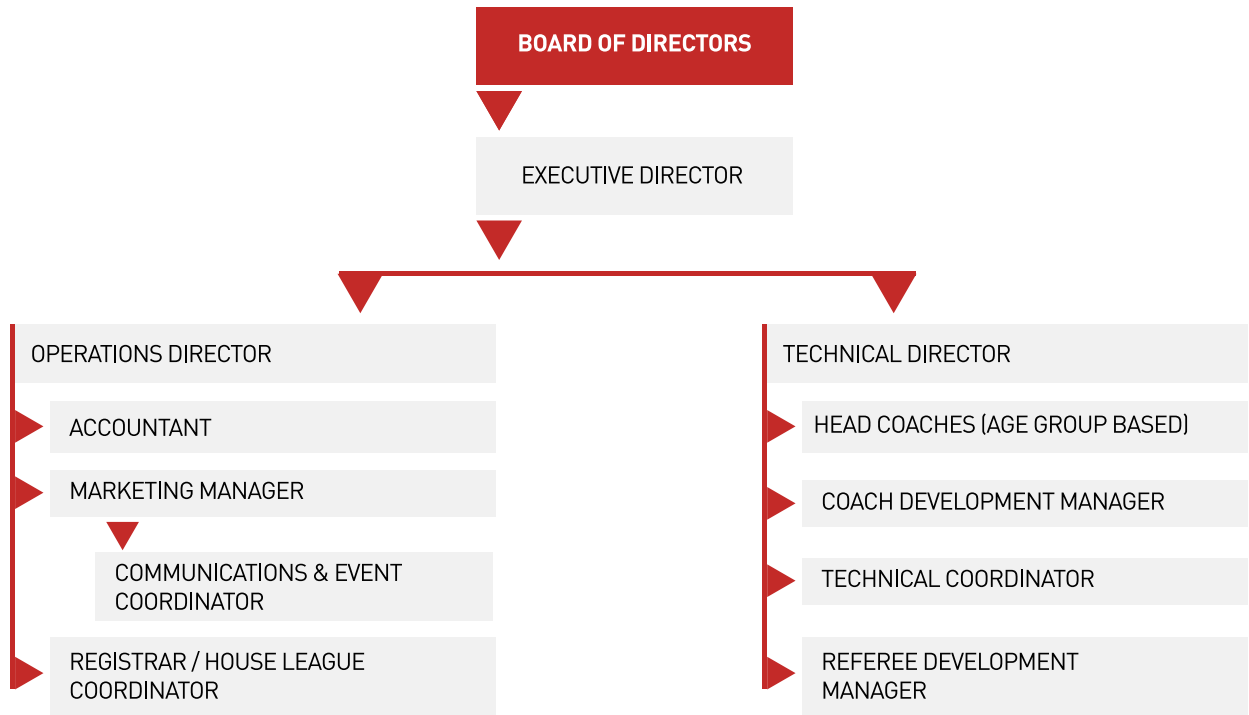 BOARD OF DIRECTORS
EXECUTIVE DIRECTOR
OPERATIONS DIRECTOR
ACCOUNTANT
MARKETING MANAGER
COMMUNICATIONS & EVENT
COORDINATOR
REGISTRAR / HOUSE LEAGUE
COORDINATOR
TECHNICAL DIRECTOR
HEAD COACHES (AGE GROUP BASED)
COACH DEVELOPMENT MANAGER
TECHNICAL COORDINATOR
REFEREE DEVELOPMENT
MANAGER